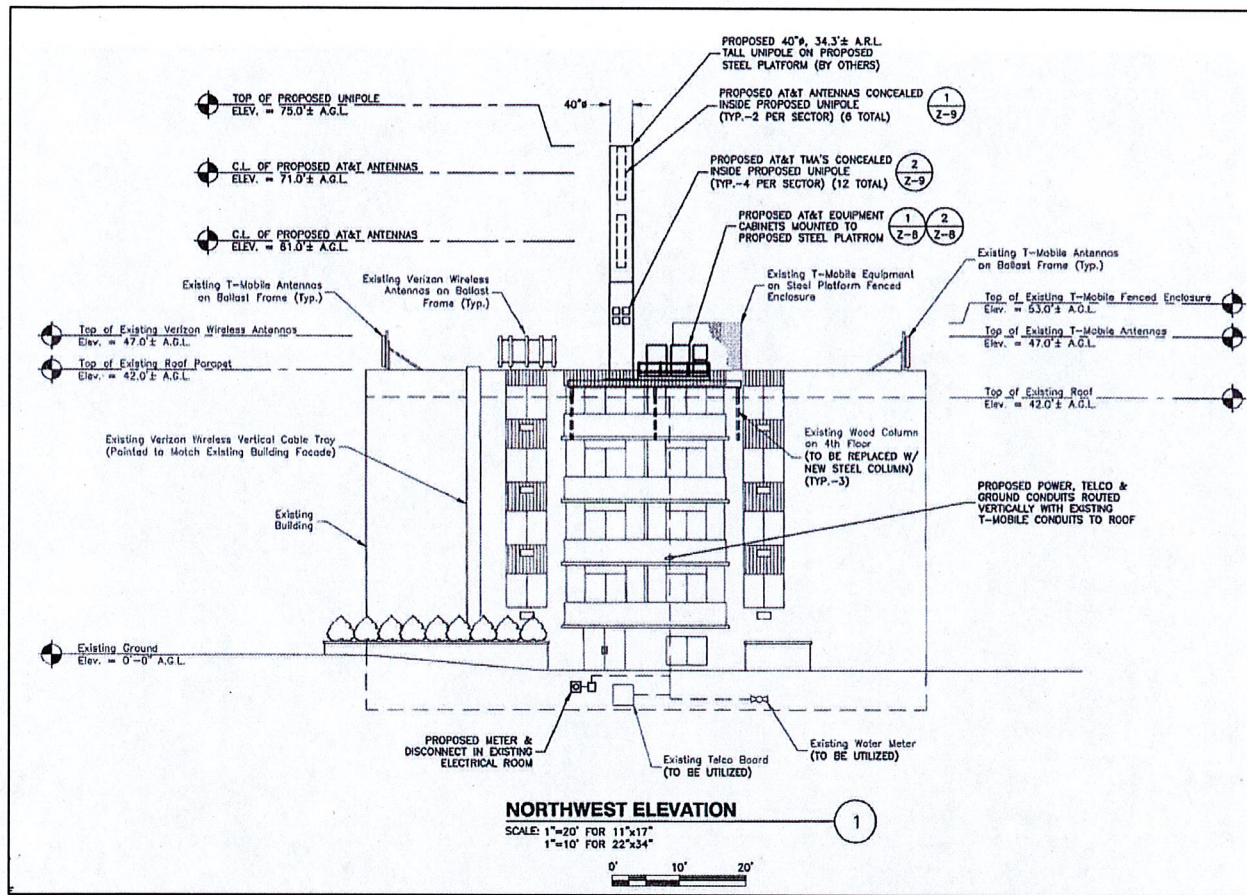 PROPOSED 40"ø, 34.3'± A.R.L.
TALL UNIPOLE ON PROPOSED
STEEL PLATFORM (BY OTHERS)
TOP OF PROPOSED UNIPOLE
ELEV. = 75.0'± A.G.L.
40"ø
PROPOSED AT&T ANTENNAS CONCEALED
INSIDE PROPOSED UNIPOLE
(TYP.-2 PER SECTOR) (6 TOTAL)
1
Z-9
C.L. OF PROPOSED AT&T ANTENNAS
ELEV. = 71.0'± A.G.L.
PROPOSED AT&T TMA'S CONCEALED
INSIDE PROPOSED UNIPOLE
(TYP.-4 PER SECTOR) (12 TOTAL)
2
Z-9
C.L. OF PROPOSED AT&T ANTENNAS
ELEV. = 61.0'± A.G.L.
PROPOSED AT&T EQUIPMENT
CABINETS MOUNTED TO
PROPOSED STEEL PLATFROM
1
Z-8
2
Z-8
Existing T-Mobile Antennas
on Ballast Frame (Typ.)
Existing Verizon Wireless
Antennas on Ballast
Frame (Typ.)
Existing T-Mobile Equipment
on Steel Platform Fenced
Enclosure
Existing T-Mobile Antennas
on Ballast Frame (Typ.)
Top of Existing T-Mobile Fenced Enclosure
Elev. = 53.0'± A.G.L.
Top of Existing Verizon Wireless Antennas
Elev. = 47.0'± A.G.L.
Top of Existing T-Mobile Antennas
Elev. = 47.0'± A.G.L.
Top of Existing Roof Parapet
Elev. = 42.0'± A.G.L.
Top of Existing Roof
Elev. = 42.0'± A.G.L.
Existing Verizon Wireless Vertical Cable Tray
(Painted to Match Existing Building Facade)
Existing Wood Column
on 4th Floor
(TO BE REPLACED W/
NEW STEEL COLUMN)
(TYP.-3)
Existing
Building
PROPOSED POWER, TELCO &
GROUND CONDUITS ROUTED
VERTICALLY WITH EXISTING
T-MOBILE CONDUITS TO ROOF
Existing Ground
Elev. = 0'-0" A.G.L.
PROPOSED METER &
DISCONNECT IN EXISTING
ELECTRICAL ROOM
Existing Telco Board
(TO BE UTILIZED)
Existing Water Meter
(TO BE UTILIZED)
NORTHWEST ELEVATION
1
SCALE: 1"=20' FOR 11"x17"
1"=10' FOR 22"x34"
0' 10' 20'